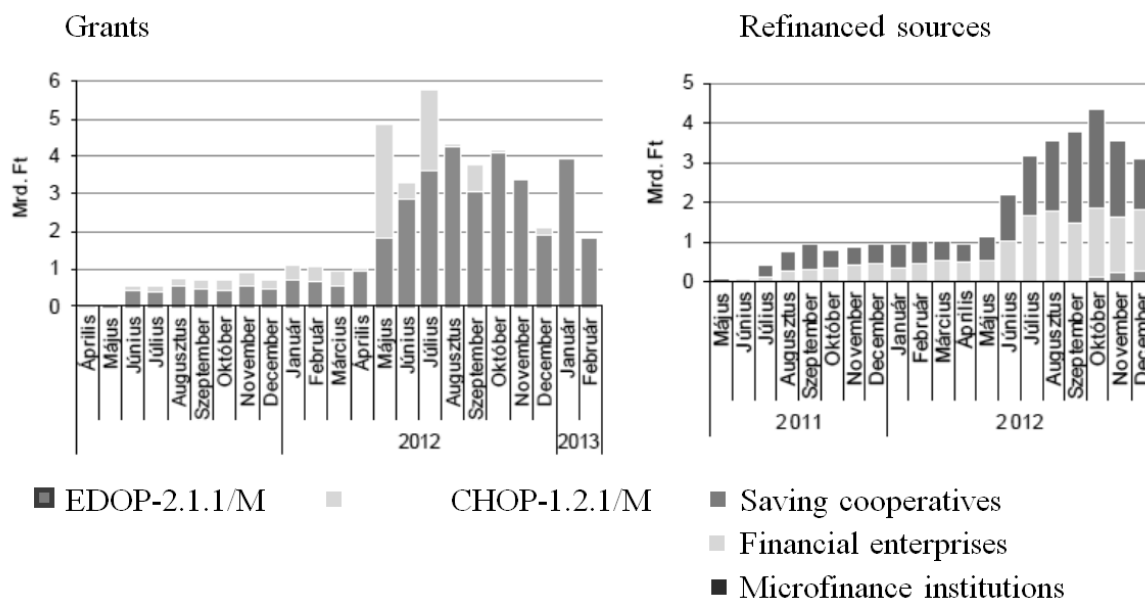 Grants
Mrd. Ft
6
5
4
3
2
1
0
Április
Május
Június
Július
Augusztus
Szeptember
Október
November
December
Január
Február
Március
Április
Május
Június
Július
Augusztus
Szeptember
Október
November
December
Január
Február
2012
2013
EDOP-2.1.1/M CHOP-1.2.1/M
Refinanced sources
Mrd. Ft
5
4
3
2
1
0
Május
Június
Július
Augusztus
Szeptember
Október
November
December
Január
Február
Március
Április
Május
Június
Július
Augusztus
Szeptember
Október
November
December
2011
2012
Saving cooperatives
Financial enterprises
Microfinance institutions